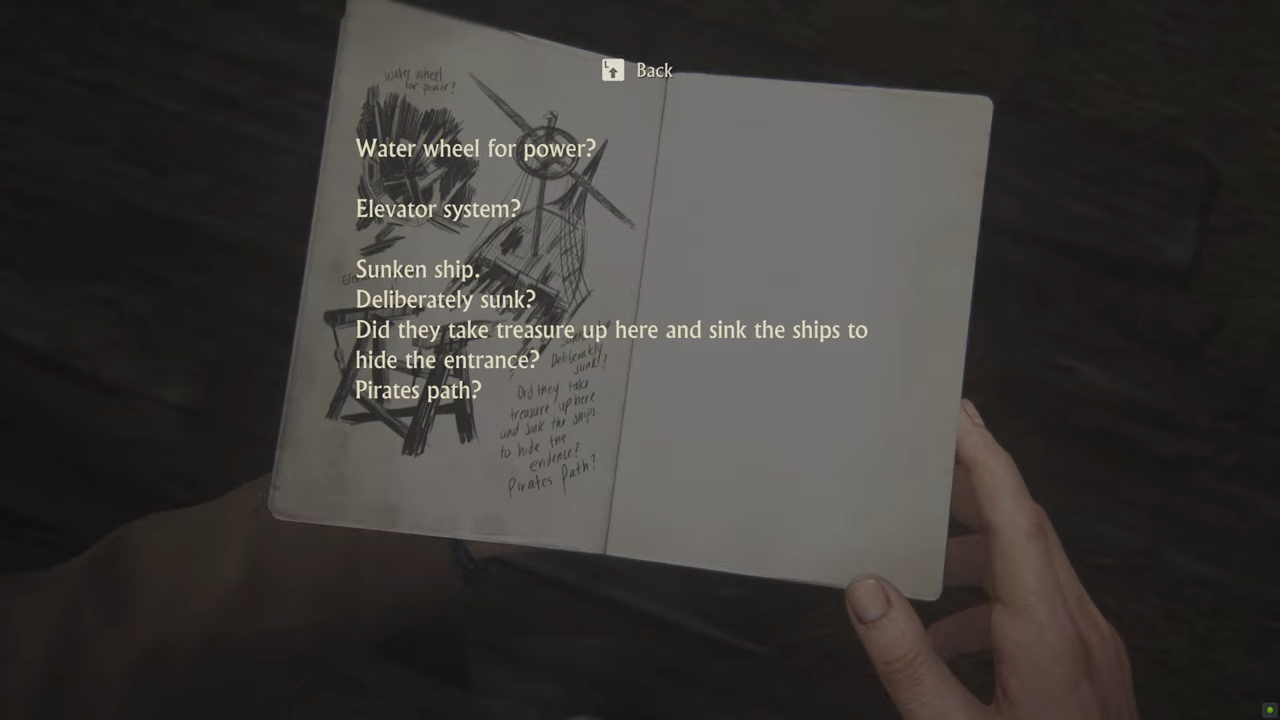 Back
water wheel
for power?
Water wheel for power?
Elevator system?
Sunken ship.
Deliberately sunk?
Did they take treasure up here and sink the ships to
hide the entrance?
Pirates path?
Deliberately
sunk?
Did they take
treasure up here
and sink the ships
to hide the
evidence?
Pirates Path?